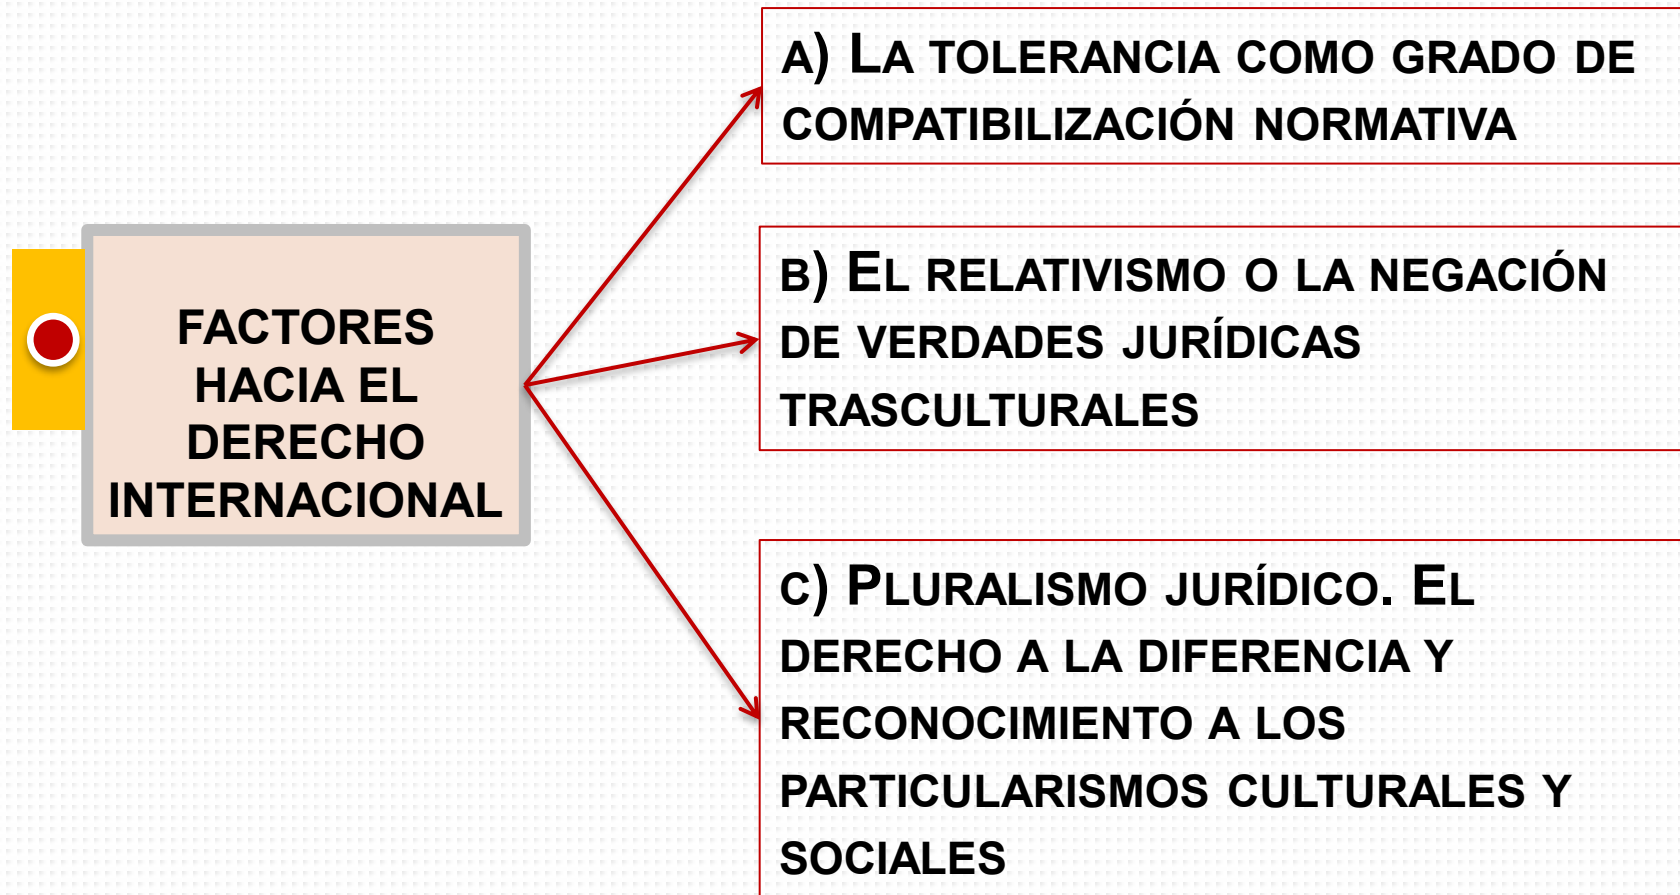 FACTORES
HACIA EL
DERECHO
INTERNACIONAL
A) LA TOLERANCIA COMO GRADO DE
COMPATIBILIZACIÓN NORMATIVA
B) EL RELATIVISMO O LA NEGACIÓN
DE VERDADES JURÍDICAS
TRASCULTURALES
C) PLURALISMO JURÍDICO. EL
DERECHO A LA DIFERENCIA Y
RECONOCIMIENTO A LOS
PARTICULARISMOS CULTURALES Y
SOCIALES